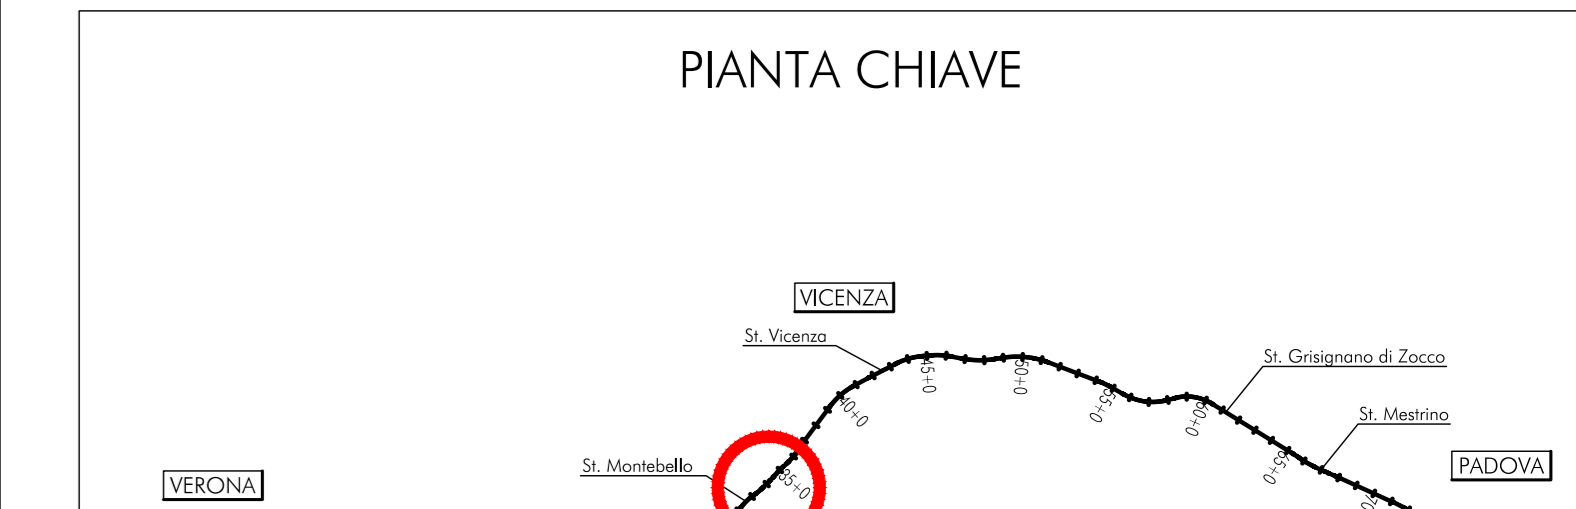 PIANTA CHIAVE
VICENZA
St. Vicenza
St. Grisignano di Zocco
45+0
50+0
55+0
40+0
60+0
St. Mestrino
St. Montebello
65+0
PADOVA
VERONA
35+0
70